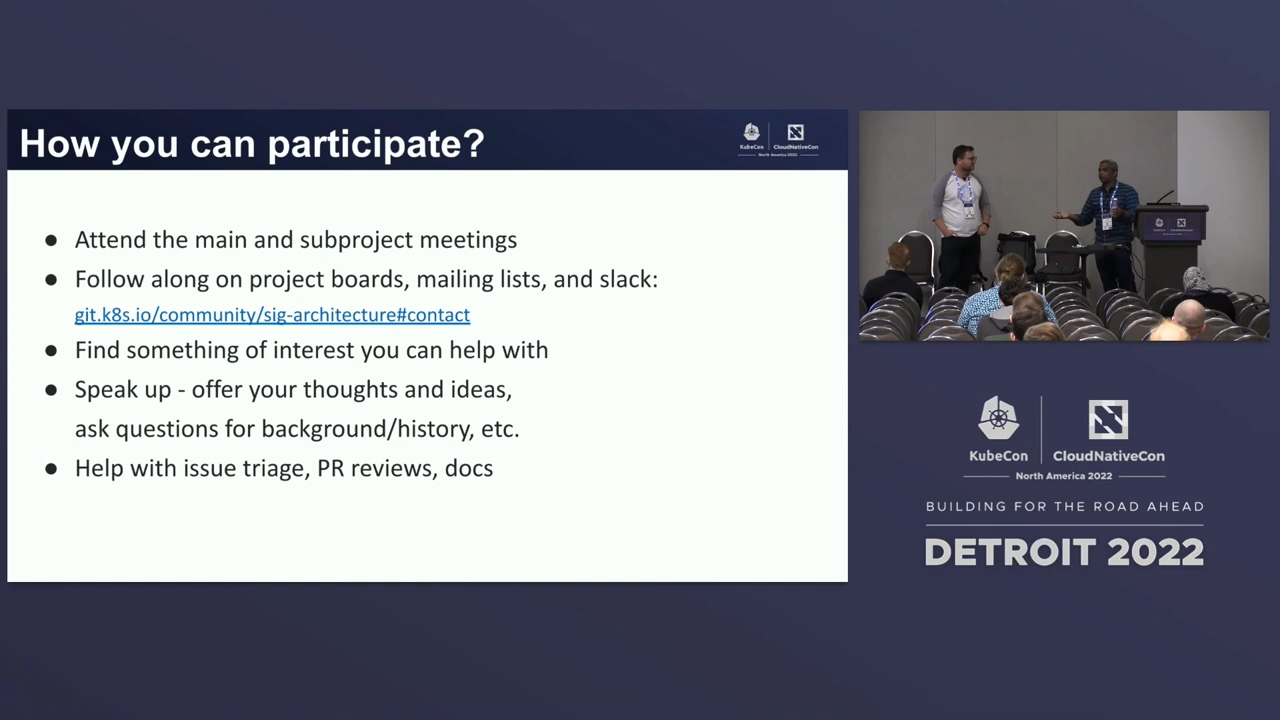 How you can participate?
KubeCon
CloudNativeCon
North America 2022
● Attend the main and subproject meetings
● Follow along on project boards, mailing lists, and slack:
git.k8s.io/community/sig-architecture#contact
● Find something of interest you can help with
● Speak up - offer your thoughts and ideas,
ask questions for background/history, etc.
● Help with issue triage, PR reviews, docs
KubeCon
CloudNativeCon
North America 2022
BUILDING FOR THE ROAD AHEAD
DETROIT 2022